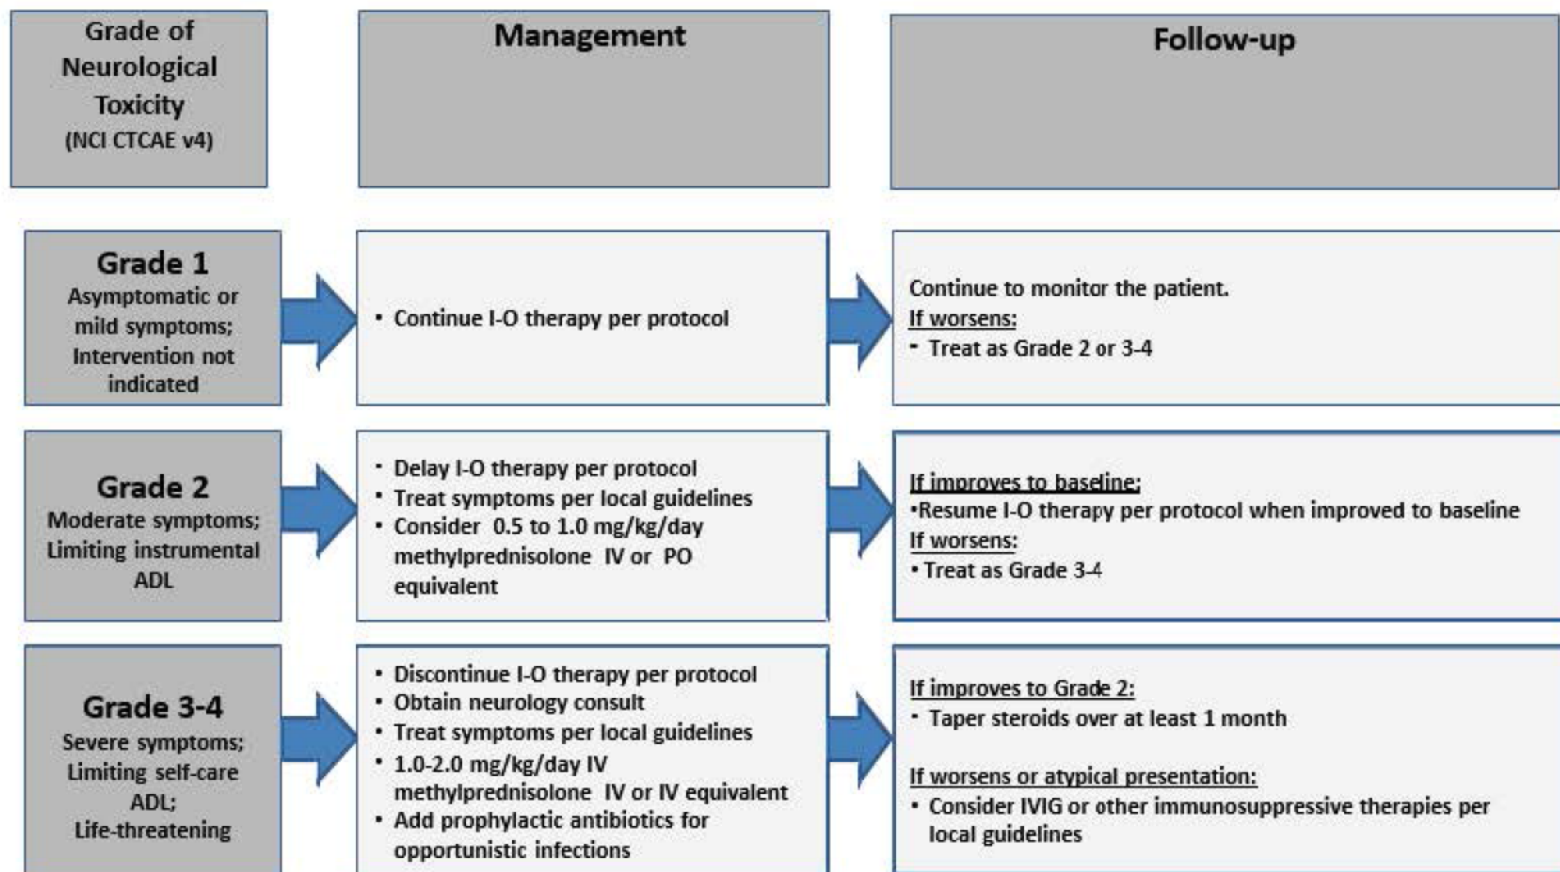 Grade of
Neurological
Toxicity
(NCI CTCAE v4)
Management
Follow-up
Grade 1
Asymptomatic or
mild symptoms;
Intervention not
indicated
• Continue I-O therapy per protocol
Continue to monitor the patient.
If worsens:
• Treat as Grade 2 or 3-4
Grade 2
Moderate symptoms;
Limiting instrumental
ADL
• Delay I-O therapy per protocol
• Treat symptoms per local guidelines
• Consider 0.5 to 1.0 mg/kg/day
methylprednisolone IV or PO
equivalent
If improves to baseline:
•Resume I-O therapy per protocol when improved to baseline
If worsens:
• Treat as Grade 3-4
Grade 3-4
Severe symptoms;
Limiting self-care
ADL;
Life-threatening
• Discontinue I-O therapy per protocol
• Obtain neurology consult
• Treat symptoms per local guidelines
• 1.0-2.0 mg/kg/day IV
methylprednisolone IV or IV equivalent
• Add prophylactic antibiotics for
opportunistic infections
If improves to Grade 2:
• Taper steroids over at least 1 month
If worsens or atypical presentation:
• Consider IVIG or other immunosuppressive therapies per
local guidelines